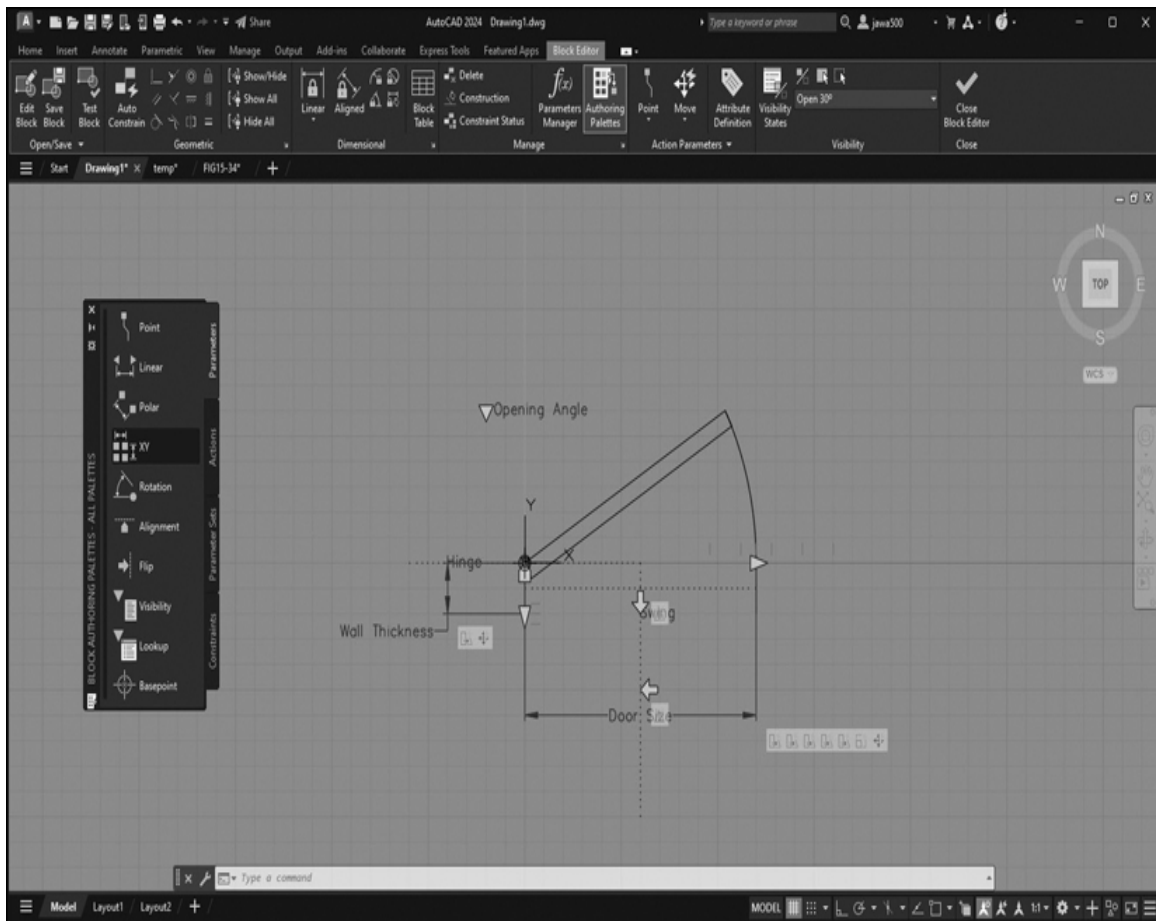 A Share AutoCAD 2024 Drawing1.dwg Type a keyword or phrase jawa500
Home Insert Annotate Parametric View Manage Output Add-ins Collaborate Express Tools Featured Apps Block Editor
Edit Block
Save Block
Test Block
Auto Constrain
Show/Hide
Show All
Hide All
Linear
Aligned
Block Table
Delete
Construction
Constraint Status
f(x)
Parameters Manager
Authoring Palettes
Point
Move
Attribute Definition
Visibility States
Open 30°
Close Block Editor
Open/Save Geometric Dimensional Manage Action Parameters Visibility Close
Start Drawing1* temp* FIG15-34*
N
W TOP E
S
WCS
BLOCK AUTHORING PALETTES - ALL PALETTES
Point
Linear
Polar
XY
Rotation
Alignment
Flip
Visibility
Lookup
Basepoint
Parameters
Actions
Parameter Sets
Constraints
Opening Angle
Y
Hinge
X
Wall Thickness
Swing
Door Size
Type a command
Model Layout1 Layout2
MODEL 1:1